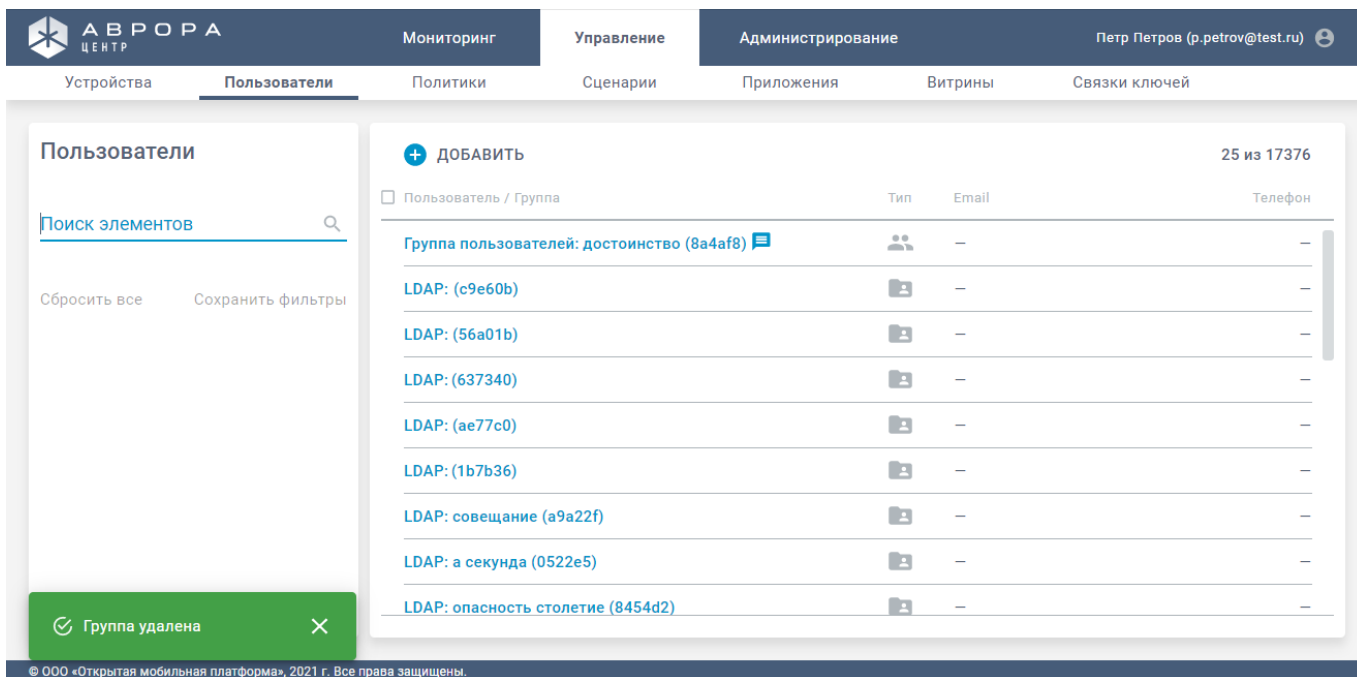 АВРОРА
ЦЕНТР
Мониторинг Управление Администрирование Петр Петров (p.petrov@test.ru)
Устройства Пользователи Политики Сценарии Приложения Витрины Связки ключей
Пользователи
Поиск элементов
Сбросить все Сохранить фильтры
ДОБАВИТЬ 25 из 17376
Пользователь / Группа Тип Email Телефон
Группа пользователей: достоинство (8a4af8) — —
LDAP: (c9e60b) — —
LDAP: (56a01b) — —
LDAP: (637340) — —
LDAP: (ae77c0) — —
LDAP: (1b7b36) — —
LDAP: совещание (a9a22f) — —
LDAP: а секунда (0522e5) — —
LDAP: опасность столетие (8454d2) — —
Группа удалена
© ООО «Открытая мобильная платформа», 2021 г. Все права защищены.